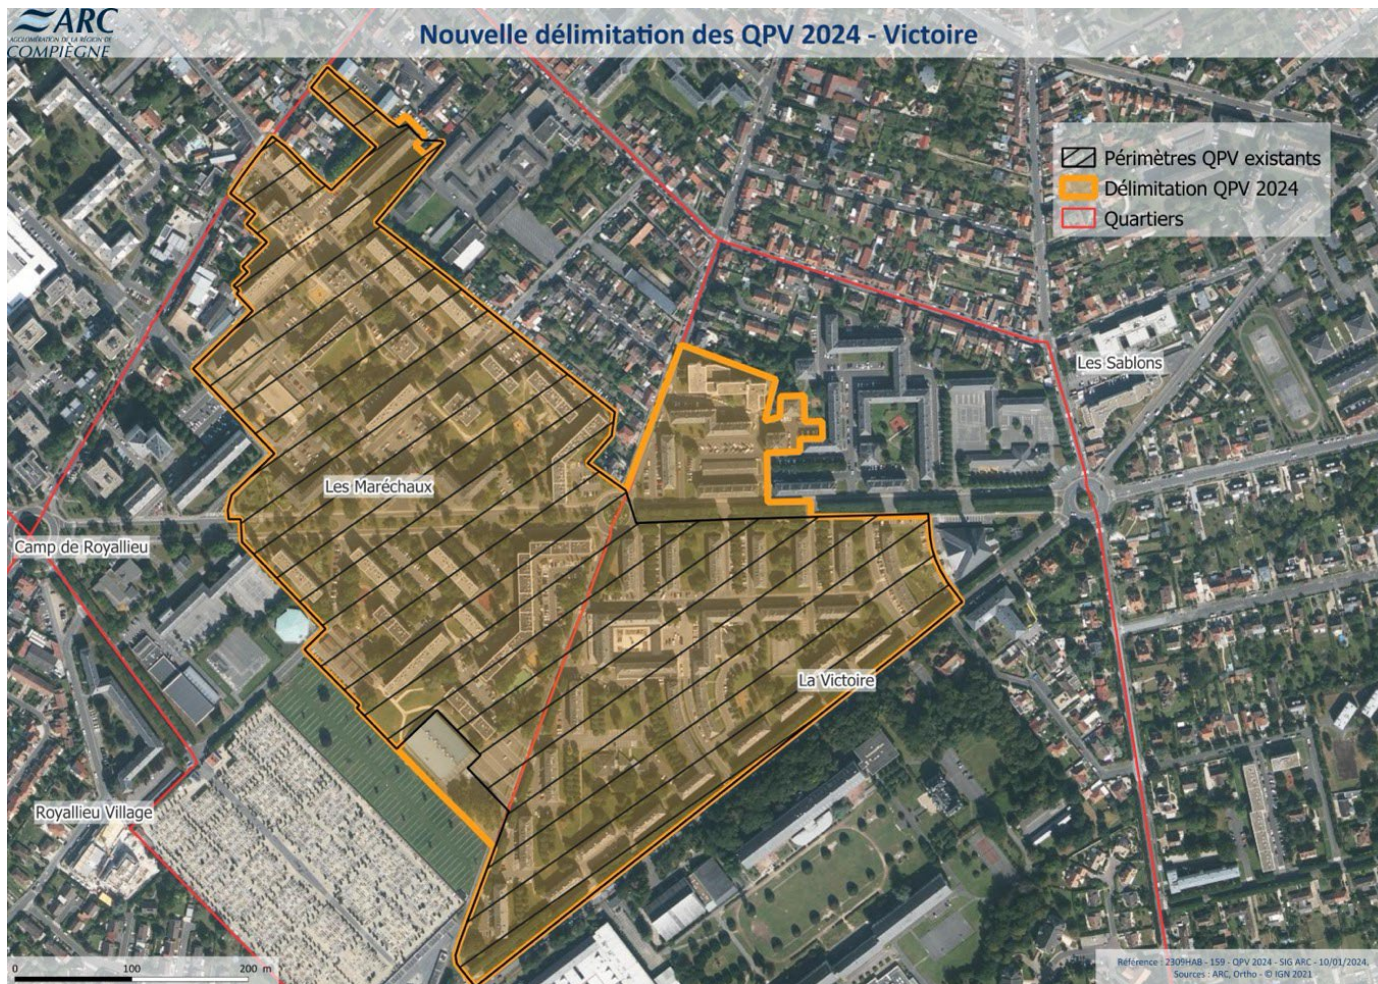 ARC
AGGLOMÉRATION DE LA RÉGION DE
COMPIÈGNE
Nouvelle délimitation des QPV 2024 - Victoire
Périmètres QPV existants
Délimitation QPV 2024
Quartiers
Les Sablons
Les Maréchaux
Camp de Royallieu
La Victoire
Royallieu Village
0 100 200 m
Référence : 2309HAB - 159 - QPV 2024 - SIG ARC - 10/01/2024,
Sources : ARC, Ortho - © IGN 2021